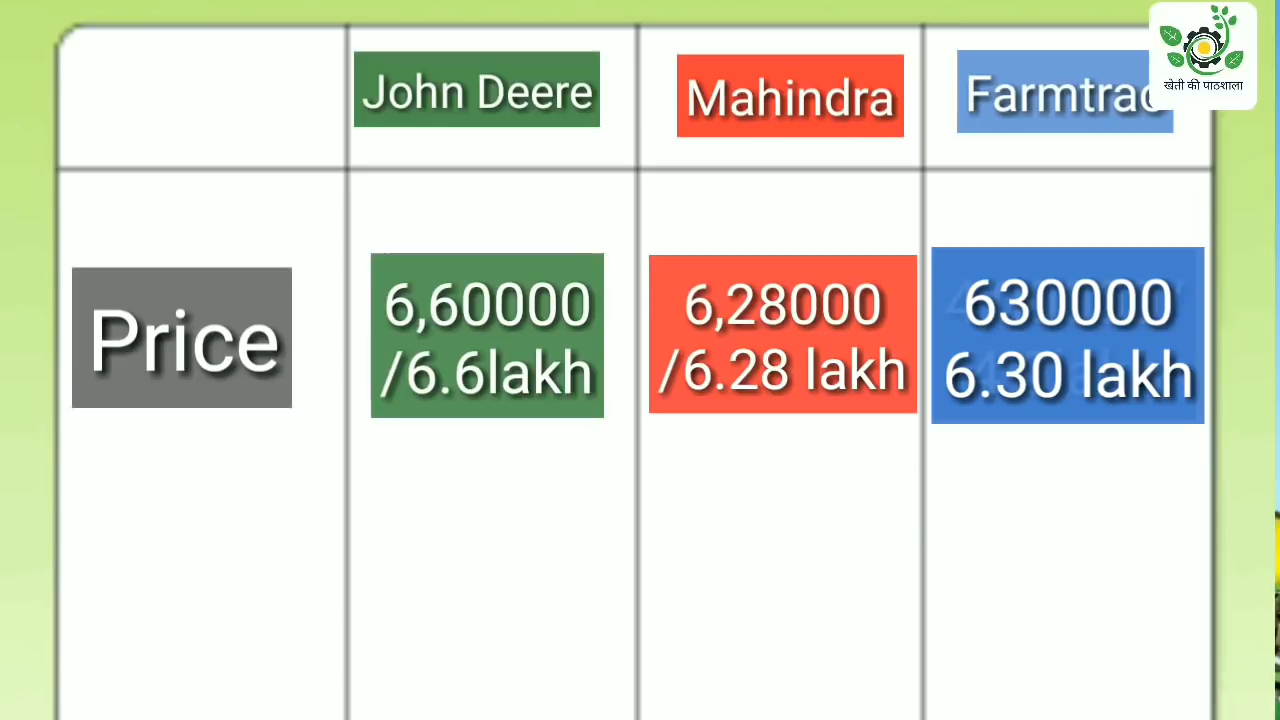 John Deere
Mahindra
Farmtrac
खेती की पाठशाला
Price
6,60000
/6.6lakh
6,28000
/6.28 lakh
630000
6.30 lakh